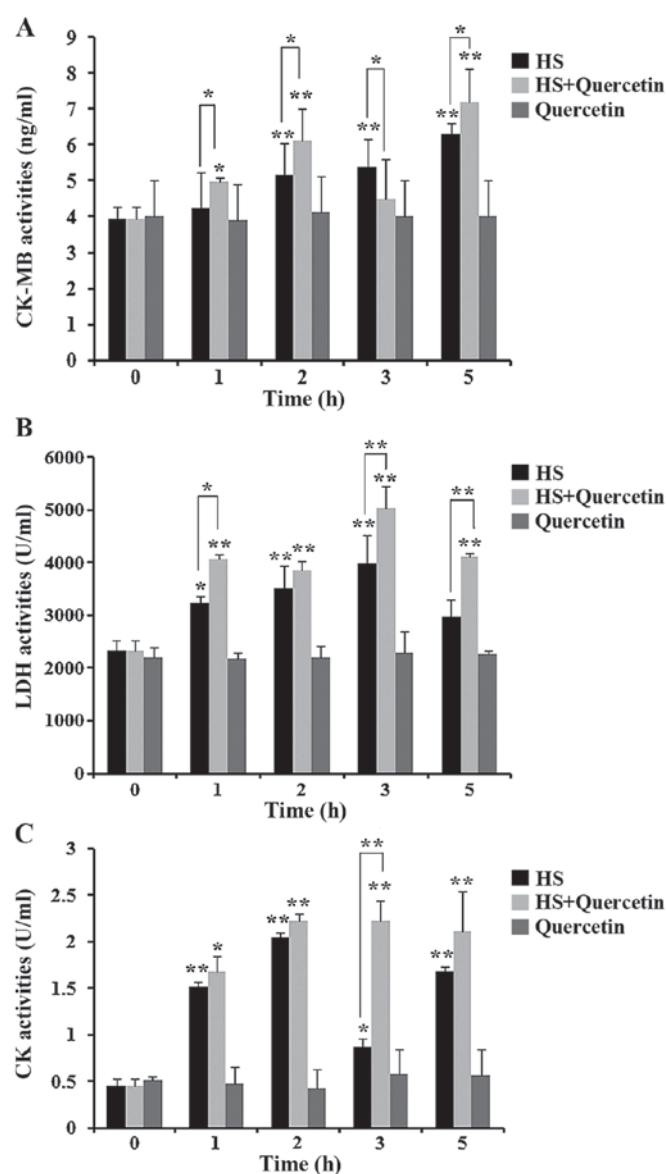 A
CK-MB activities (ng/ml)
9
8
7
6
5
4
3
2
1
0
*
*
*
*
*
**
**
**
**
**
0 1 2 3 5
Time (h)
HS
HS+Quercetin
Quercetin
B
LDH activities (U/ml)
6000
5000
4000
3000
2000
1000
0
*
**
**
*
**
**
**
**
**
**
0 1 2 3 5
Time (h)
HS
HS+Quercetin
Quercetin
C
CK activities (U/ml)
3
2.5
2
1.5
1
0.5
0
**
**
*
**
**
*
**
**
**
0 1 2 3 5
Time (h)
HS
HS+Quercetin
Quercetin